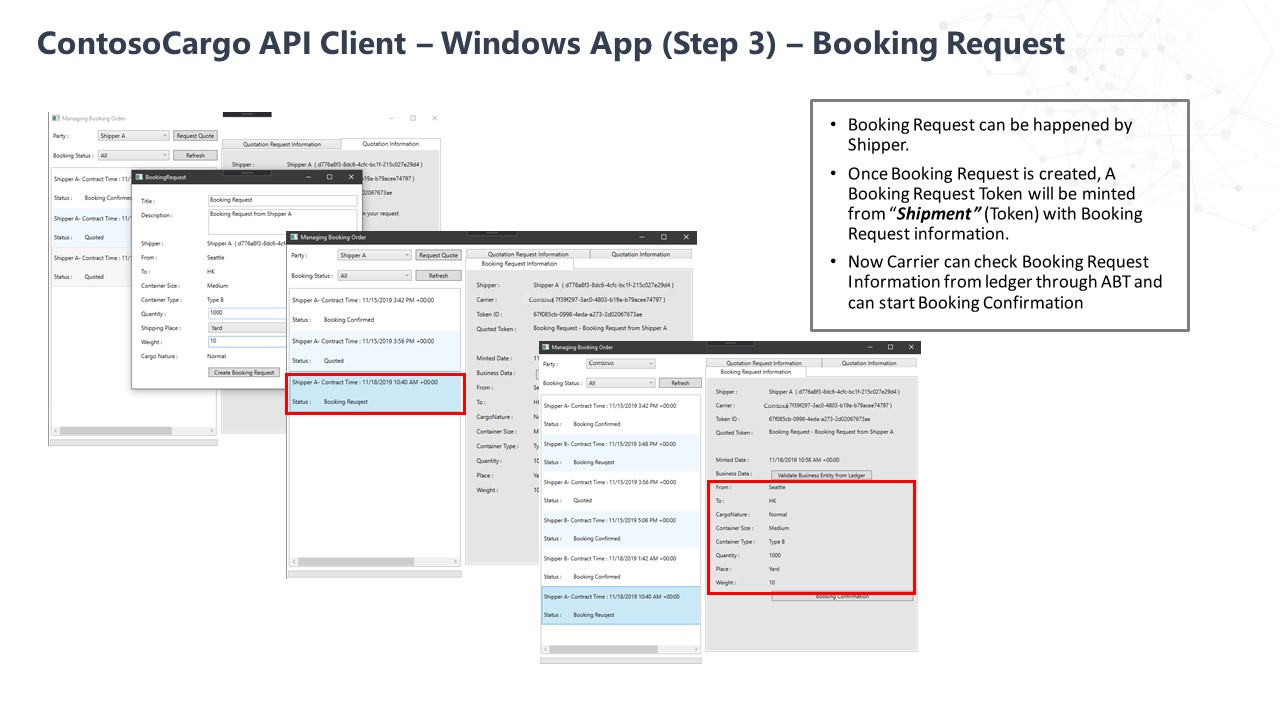 ContosoCargo API Client – Windows App (Step 3) – Booking Request
Managing Booking Order
Party :
Shipper A
Request Quote
Booking Status :
All
Refresh
Quotation Request Information
Quotation Information
Shipper :
Shipper A ( d776a8f3-8dc6-4cfc-bc1f-215c027e29d4 )
Shipper A- Contract Time : 11/
19a-b79acee74797 )
Status :
Booking Confirme
062067673ae
Shipper A- Contract Time : 11/
n your request
Status :
Quoted
Shipper A- Contract Time : 11/
Status :
Quoted
BookingRequest
Title :
Booking Request
Description :
Booking Request from Shipper A
Shipper :
Shipper A ( d776a8f3-8dc6-4c
From :
Seattle
To :
HK
Container Size :
Medium
Container Type :
Type B
Quantity :
1000
Shipping Place :
Yard
Weight :
10
Cargo Nature :
Normal
Create Booking Request
Managing Booking Order
Party :
Shipper A
Request Quote
Booking Status :
All
Refresh
Shipper A- Contract Time : 11/15/2019 3:42 PM +00:00
Status :
Booking Confirmed
Shipper A- Contract Time : 11/15/2019 3:56 PM +00:00
Status :
Quoted
Shipper A- Contract Time : 11/18/2019 10:40 AM +00:00
Status :
Booking Reuqest
Quotation Request Information
Quotation Information
Booking Request Information
Shipper :
Shipper A ( d776a8f3-8dc6-4cfc-bc1f-215c027e29d4 )
Carrier :
Contoso( 7f39f297-3ac0-4803-b19a-b79acee74797 )
Token ID :
67f085cb-0998-4eda-a273-2d02067673ae
Quoted Token :
Booking Request - Booking Request from Shipper A
Minted Date :
11
Business Data :
From :
Se
To :
HK
CargoNature :
No
Container Size :
M
Container Type :
Ty
Quantity :
10
Place :
Ya
Weight :
10
Managing Booking Order
Party :
Contoso
Booking Status :
All
Refresh
Shipper A- Contract Time : 11/15/2019 3:42 PM +00:00
Status :
Booking Confirmed
Shipper B- Contract Time : 11/15/2019 3:48 PM +00:00
Status :
Booking Reuqest
Shipper A- Contract Time : 11/15/2019 3:56 PM +00:00
Status :
Quoted
Shipper B- Contract Time : 11/15/2019 5:06 PM +00:00
Status :
Booking Confirmed
Shipper B- Contract Time : 11/18/2019 1:42 AM +00:00
Status :
Booking Confirmed
Shipper A- Contract Time : 11/18/2019 10:40 AM +00:00
Status :
Booking Reuqest
Quotation Request Information
Quotation Information
Booking Request Information
Shipper :
Shipper A ( d776a8f3-8dc6-4cfc-bc1f-215c027e29d4 )
Carrier :
Contoso( 7f39f297-3ac0-4803-b19a-b79acee74797 )
Token ID :
67f085cb-0998-4eda-a273-2d02067673ae
Quoted Token :
Booking Request - Booking Request from Shipper A
Minted Date :
11/18/2019 10:58 AM +00:00
Business Data :
Validate Business Entity from Ledger
From :
Seattle
To :
HK
CargoNature :
Normal
Container Size :
Medium
Container Type :
Type B
Quantity :
1000
Place :
Yard
Weight :
10
Booking Confirmation
• Booking Request can be happened by
Shipper.
• Once Booking Request is created, A
Booking Request Token will be minted
from “Shipment” (Token) with Booking
Request information.
• Now Carrier can check Booking Request
Information from ledger through ABT and
can start Booking Confirmation